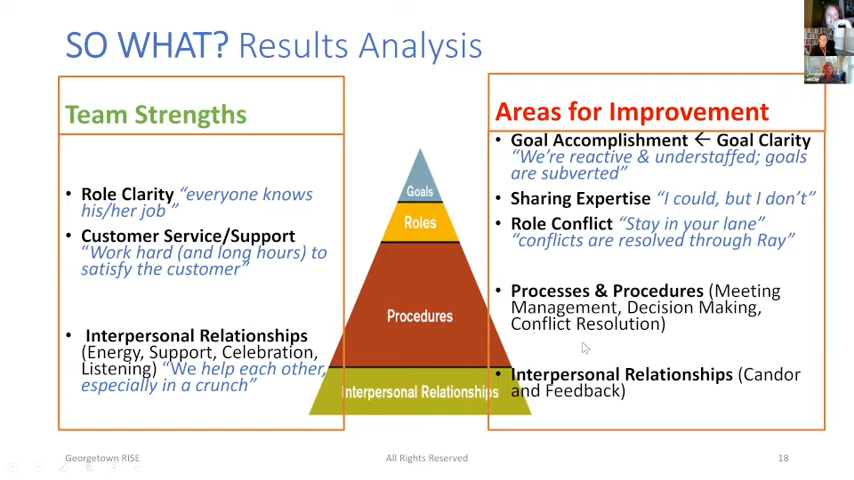 SO WHAT? Results Analysis
Team Strengths
• Role Clarity “everyone knows
his/her job ”
• Customer Service/Support
“Work hard (and long hours) to
satisfy the customer”
• Interpersonal Relationships
(Energy, Support, Celebration,
Listening) “We help each other,
especially in a crunch”
Goals
Roles
Procedures
Interpersonal Relationships
Areas for Improvement
• Goal Accomplishment ← Goal Clarity
“We’re reactive & understaffed; goals
are subverted”
• Sharing Expertise “I could, but I don’t”
• Role Conflict “Stay in your lane”
“conflicts are resolved through Ray”
• Processes & Procedures (Meeting
Management, Decision Making,
Conflict Resolution)
• Interpersonal Relationships (Candor
and Feedback)
Georgetown RISE
All Rights Reserved
18